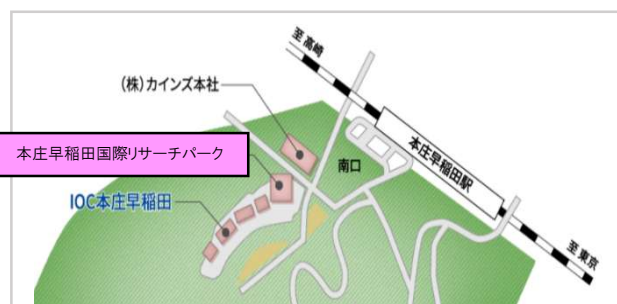 至高崎
(株)カインズ本社
本庄早稲田駅
本庄早稲田国際リサーチパーク
南口
IOC本庄早稲田
至東京